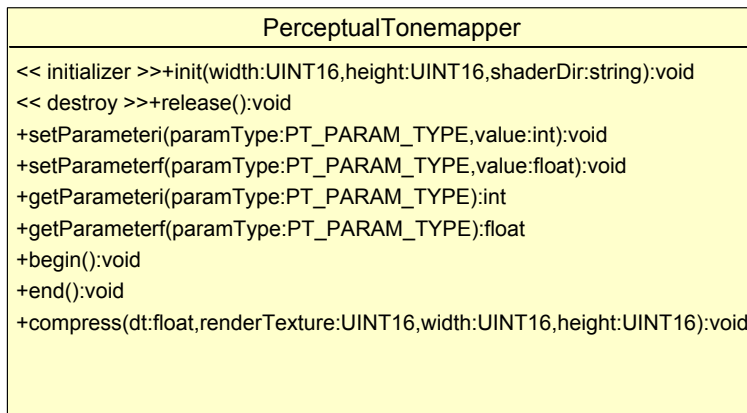 PerceptualTonemapper
<< initializer >>+init(width:UINT16,height:UINT16,shaderDir:string):void
<< destroy >>+release():void
+setParameteri(paramType:PT_PARAM_TYPE,value:int):void
+setParameterf(paramType:PT_PARAM_TYPE,value:float):void
+getParameteri(paramType:PT_PARAM_TYPE):int
+getParameterf(paramType:PT_PARAM_TYPE):float
+begin():void
+end():void
+compress(dt:float,renderTexture:UINT16,width:UINT16,height:UINT16):void